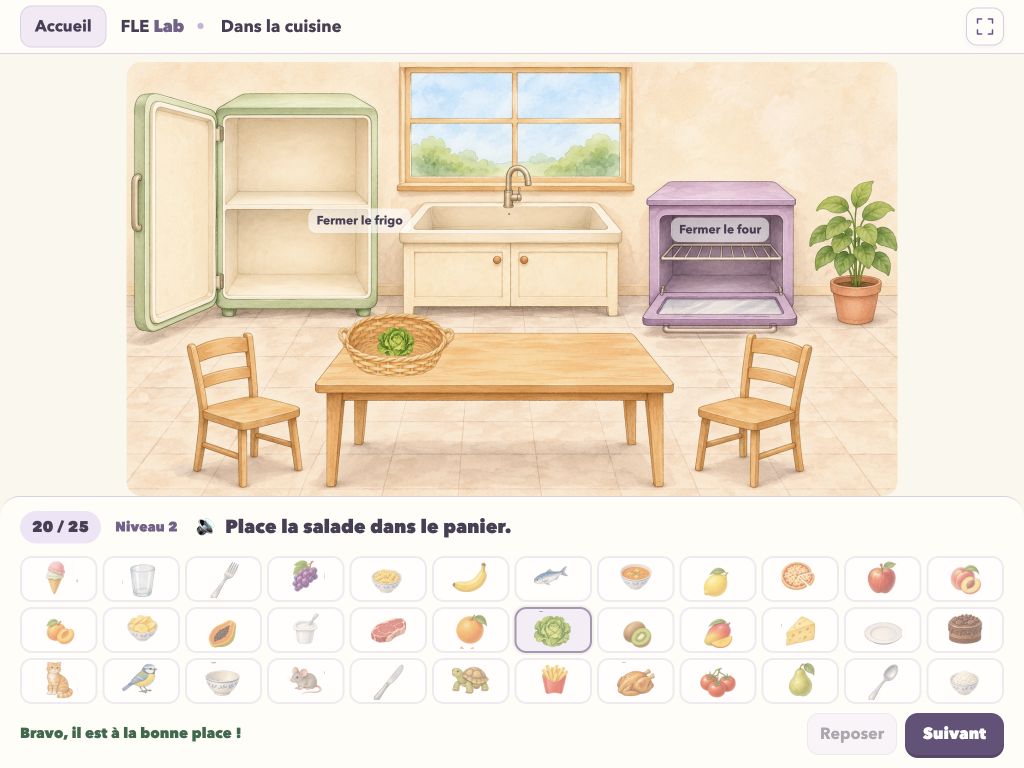 Accueil FLE Lab • Dans la cuisine
Fermer le frigo
Fermer le four
20 / 25 Niveau 2 Place la salade dans le panier.
Bravo, il est à la bonne place !
Reposer Suivant